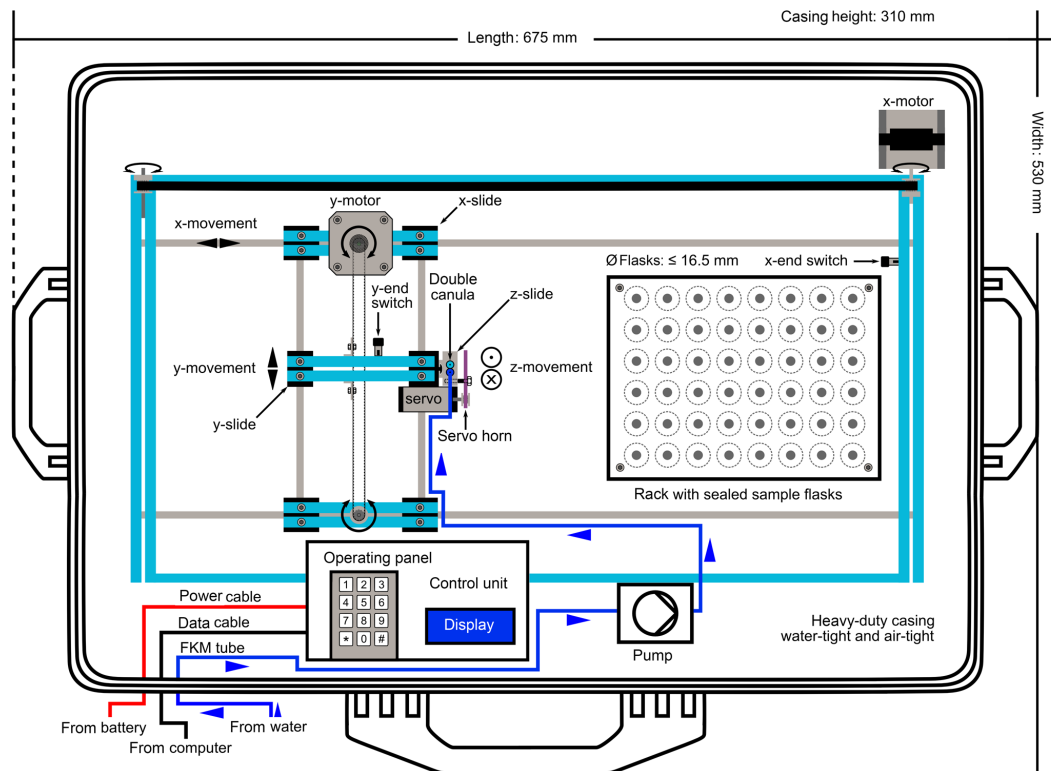 Casing height: 310 mm
Length: 675 mm
Width: 530 mm
x-motor
x-movement
y-motor
x-slide
Ø Flasks: ≤ 16.5 mm
x-end switch
y-end
switch
Double
canula
z-slide
y-movement
z-movement
servo
y-slide
Servo horn
Rack with sealed sample flasks
Operating panel
1 2 3
4 5 6
7 8 9
* 0 #
Control unit
Display
Power cable
Data cable
FKM tube
Pump
Heavy-duty casing
water-tight and air-tight
From battery
From water
From computer